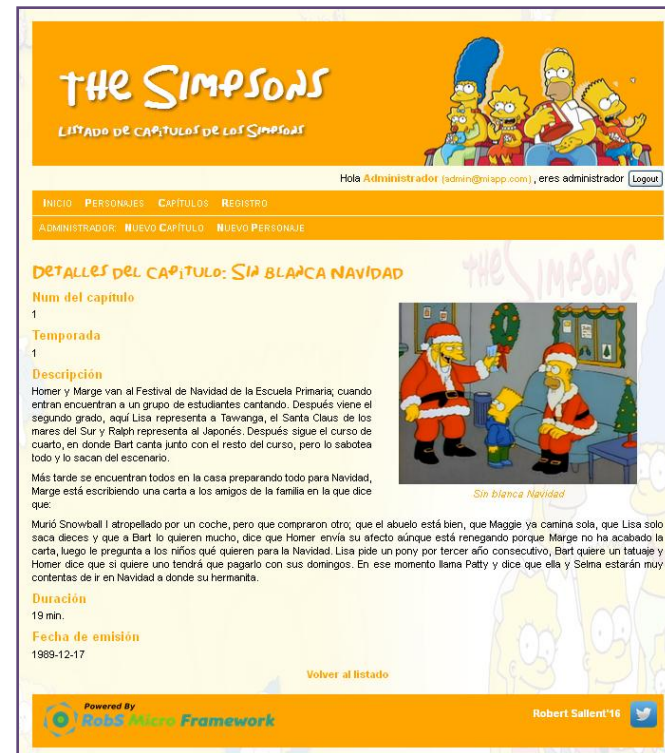 The Simpsons
Listado de capítulos de los Simpsons
Hola Administrador (admin@miapp.com), eres administrador Logout
Inicio Personajes Capítulos Registro
Administrador: Nuevo Capítulo Nuevo Personaje
Detalles del capítulo: Sin blanca Navidad
Num del capítulo
1
Temporada
1
Descripción
Homer y Marge van al Festival de Navidad de la Escuela Primaria; cuando
entran encuentran a un grupo de estudiantes cantando. Después viene el
segundo grado, aquí Lisa representa a Tawanga, el Santa Claus de los
mares del Sur y Ralph representa al Japonés. Después sigue el curso de
cuarto, en donde Bart canta junto con el resto del curso, pero lo sabotea
todo y lo sacan del escenario.
Más tarde se encuentran todos en la casa preparando todo para Navidad,
Marge está escribiendo una carta a los amigos de la familia en la que dice
que:
Sin blanca Navidad
Murió Snowball I atropellado por un coche, pero que compraron otro; que el abuelo está bien, que Maggie ya camina sola, que Lisa solo
saca dieces y que a Bart lo quieren mucho, dice que Homer envía su afecto aúnque está renegando porque Marge no ha acabado la
carta, luego le pregunta a los niños qué quieren para la Navidad. Lisa pide un pony por tercer año consecutivo, Bart quiere un tatuaje y
Homer dice que si quiere uno tendrá que pagarlo con sus domingos. En ese momento llama Patty y dice que ella y Selma estarán muy
contentas de ir en Navidad a donde su hermanita.
Duración
19 min.
Fecha de emisión
1989-12-17
Volver al listado
Powered By
RobS Micro Framework
Robert Sallent'16
The Simpsons